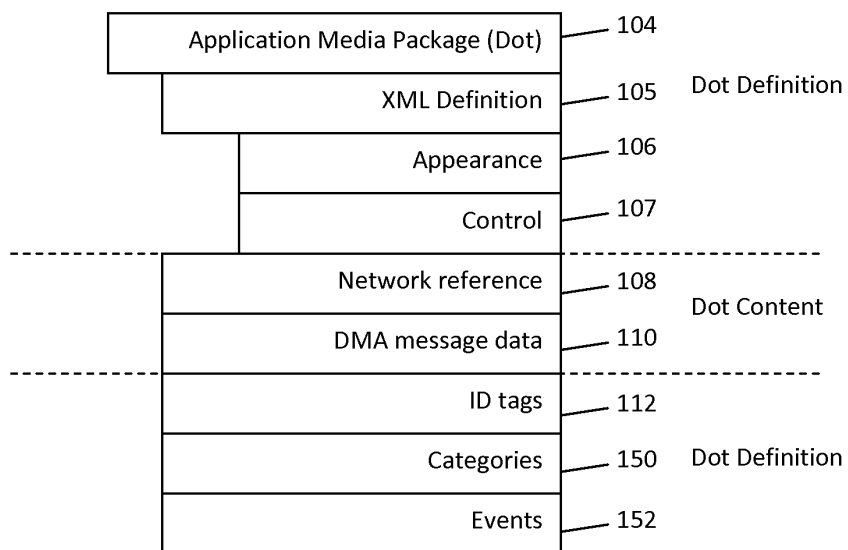 Application Media Package (Dot)
104
Dot Definition
XML Definition
105
Appearance
106
Control
107
Network reference
108
Dot Content
DMA message data
110
ID tags
112
Categories
150
Dot Definition
Events
152